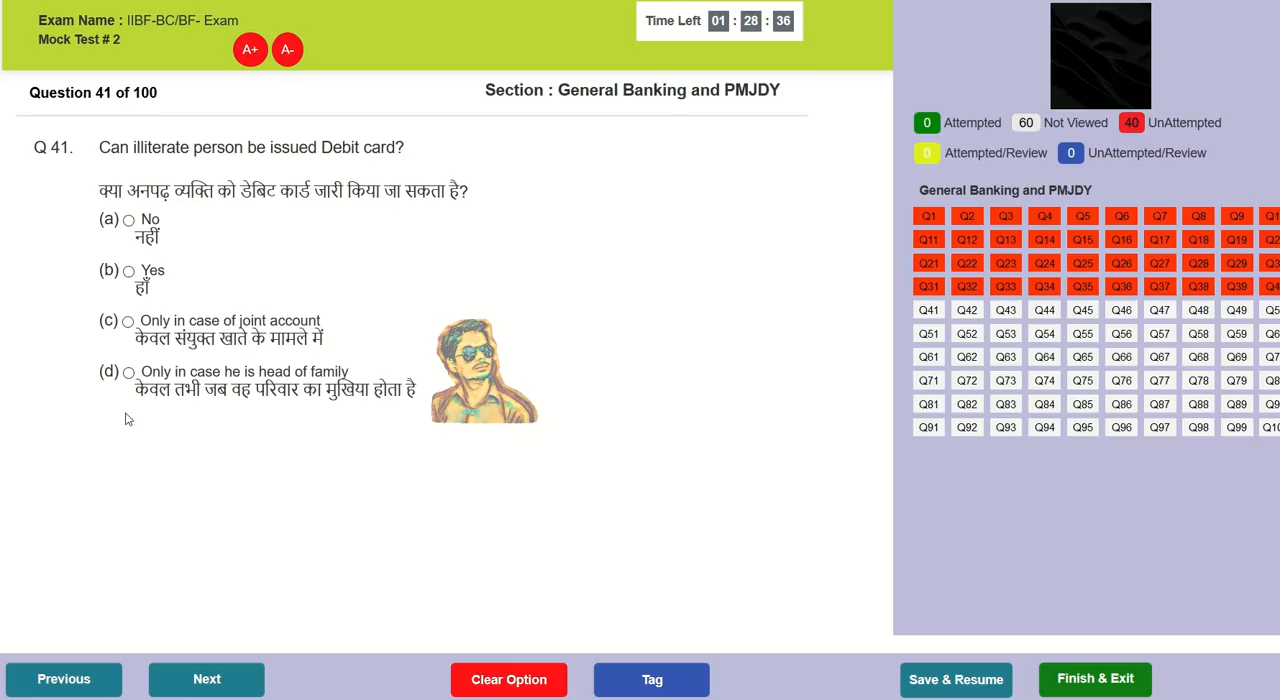 Exam Name : IIBF-BC/BF- Exam
Mock Test # 2
A+ A-
Time Left 01 : 28 : 36
Question 41 of 100
Section : General Banking and PMJDY
Q 41. Can illiterate person be issued Debit card?
क्या अनपढ़ व्यक्ति को डेबिट कार्ड जारी किया जा सकता है?
(a) No
नहीं
(b) Yes
हाँ
(c) Only in case of joint account
केवल संयुक्त खाते के मामले में
(d) Only in case he is head of family
केवल तभी जब वह परिवार का मुखिया होता है
0 Attempted 60 Not Viewed 40 UnAttempted
0 Attempted/Review 0 UnAttempted/Review
General Banking and PMJDY
Q1 Q2 Q3 Q4 Q5 Q6 Q7 Q8 Q9
Q11 Q12 Q13 Q14 Q15 Q16 Q17 Q18 Q19
Q21 Q22 Q23 Q24 Q25 Q26 Q27 Q28 Q29
Q31 Q32 Q33 Q34 Q35 Q36 Q37 Q38 Q39
Q41 Q42 Q43 Q44 Q45 Q46 Q47 Q48 Q49
Q51 Q52 Q53 Q54 Q55 Q56 Q57 Q58 Q59
Q61 Q62 Q63 Q64 Q65 Q66 Q67 Q68 Q69
Q71 Q72 Q73 Q74 Q75 Q76 Q77 Q78 Q79
Q81 Q82 Q83 Q84 Q85 Q86 Q87 Q88 Q89
Q91 Q92 Q93 Q94 Q95 Q96 Q97 Q98 Q99
Previous Next Clear Option Tag Save & Resume Finish & Exit